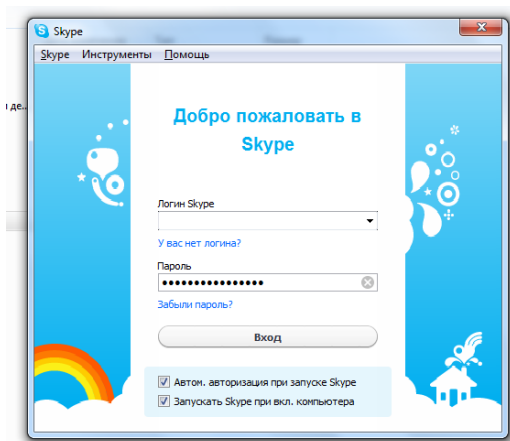 Skype
Skype Инструменты Помощь
Добро пожаловать в
Skype
Логин Skype
У вас нет логина?
Пароль
••••••••••••••••
Забыли пароль?
Вход
Автом. авторизация при запуске Skype
Запускать Skype при вкл. компьютера